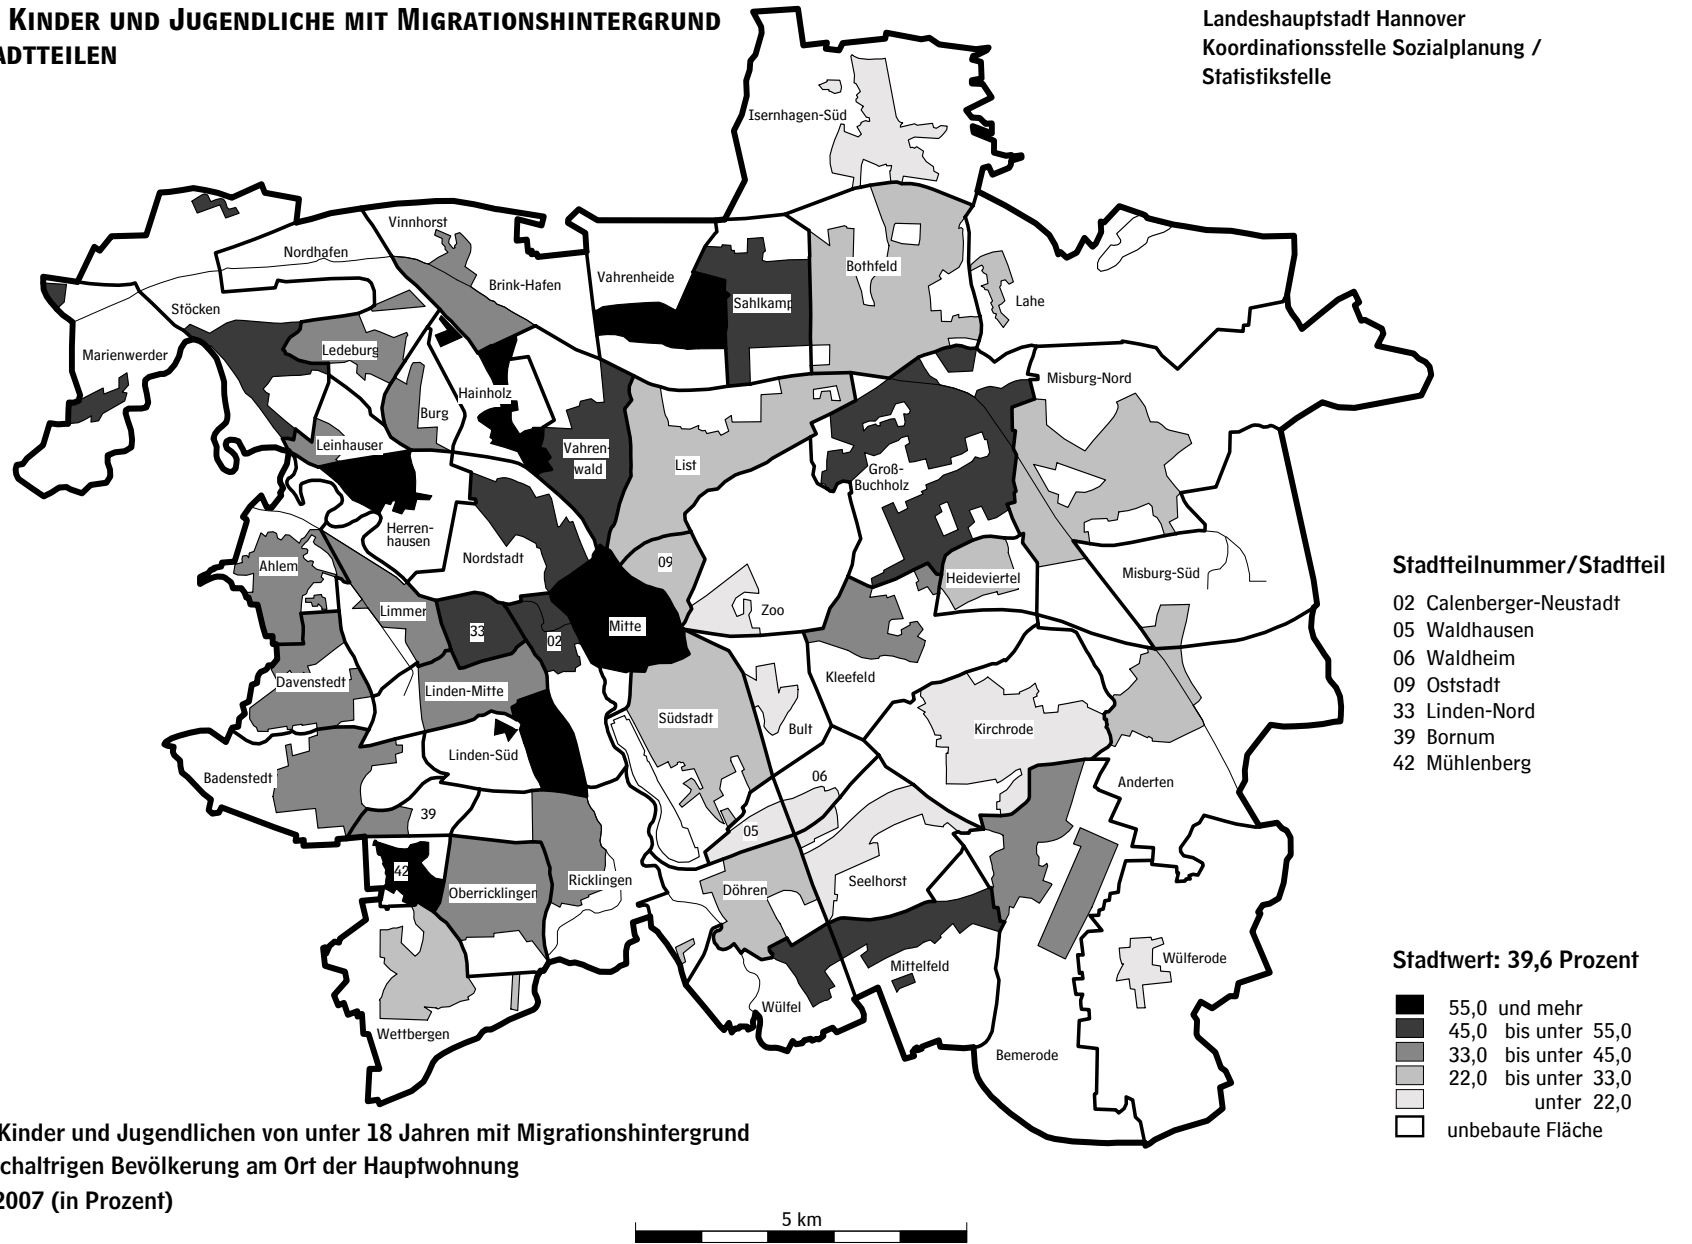 KINDER UND JUGENDLICHE MIT MIGRATIONSHINTERGRUND
ADTTEILEN
Landeshauptstadt Hannover
Koordinationsstelle Sozialplanung /
Statistikstelle
Isernhagen-Süd
Vinnhorst
Nordhafen
Brink-Hafen
Vahrenheide
Sahlkamp
Bothfeld
Lahe
Stöcken
Marienwerder
Ledeburg
Burg
Hainholz
Leinhausen
Vahren-
wald
List
Groß-
Buchholz
Misburg-Nord
Herren-
hausen
Nordstadt
09
Heideviertel
Misburg-Süd
Ahlem
Limmer
33
02
Mitte
Zoo
Davenstedt
Linden-Mitte
Kleefeld
Südstadt
Bult
Kirchrode
Badenstedt
Linden-Süd
06
Anderten
39
05
42
Oberricklingen
Ricklingen
Döhren
Seelhorst
Mittelfeld
Wülferode
Wülfel
Wettbergen
Bemerode
Stadtteilnummer/Stadtteil
02 Calenberger-Neustadt
05 Waldhausen
06 Waldheim
09 Oststadt
33 Linden-Nord
39 Bornum
42 Mühlenberg
Stadtwert: 39,6 Prozent
55,0 und mehr
45,0 bis unter 55,0
33,0 bis unter 45,0
22,0 bis unter 33,0
unter 22,0
unbebaute Fläche
Kinder und Jugendlichen von unter 18 Jahren mit Migrationshintergrund
chaltrigen Bevölkerung am Ort der Hauptwohnung
2007 (in Prozent)
5 km